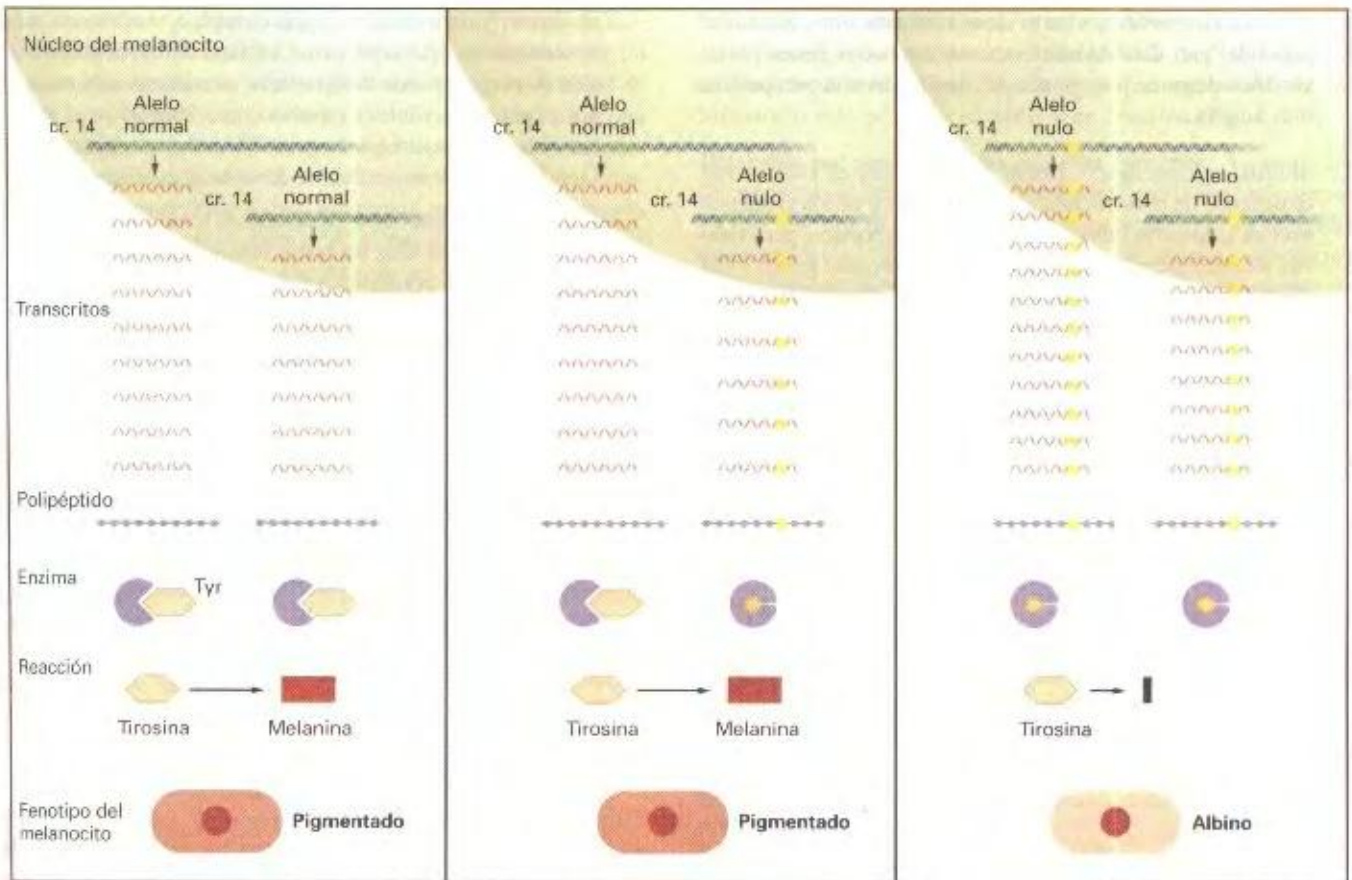 Núcleo del melanocito
Alelo
normal
cr. 14
Alelo
normal
cr. 14
Transcritos
Polipéptido
Enzima
Tyr
Reacción
Tirosina
Melanina
Fenotipo del
melanocito
Pigmentado
Alelo
normal
cr. 14
Alelo
nulo
cr. 14
Tirosina
Melanina
Pigmentado
Alelo
nulo
cr. 14
Alelo
nulo
cr. 14
Tirosina
Albino